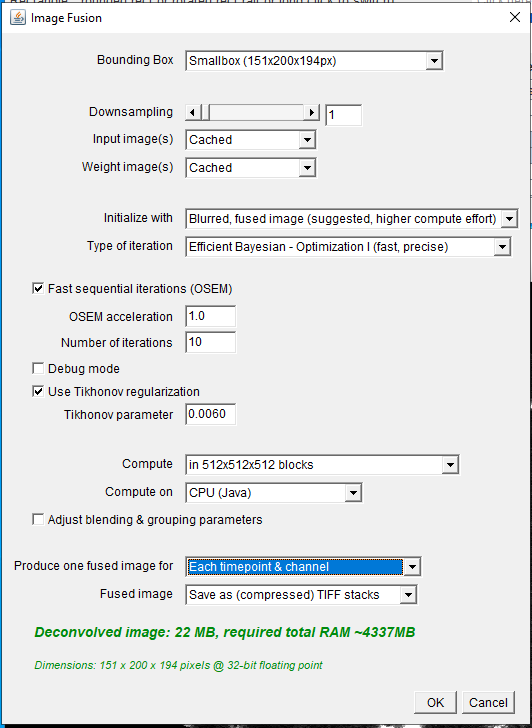 Image Fusion
Bounding Box Smallbox (151x200x194px)
Downsampling 1
Input image(s) Cached
Weight image(s) Cached
Initialize with Blurred, fused image (suggested, higher compute effort)
Type of iteration Efficient Bayesian - Optimization I (fast, precise)
Fast sequential iterations (OSEM)
OSEM acceleration 1.0
Number of iterations 10
Debug mode
Use Tikhonov regularization
Tikhonov parameter 0.0060
Compute in 512x512x512 blocks
Compute on CPU (Java)
Adjust blending & grouping parameters
Produce one fused image for Each timepoint & channel
Fused image Save as (compressed) TIFF stacks
Deconvolved image: 22 MB, required total RAM ~4337MB
Dimensions: 151 x 200 x 194 pixels @ 32-bit floating point
OK Cancel